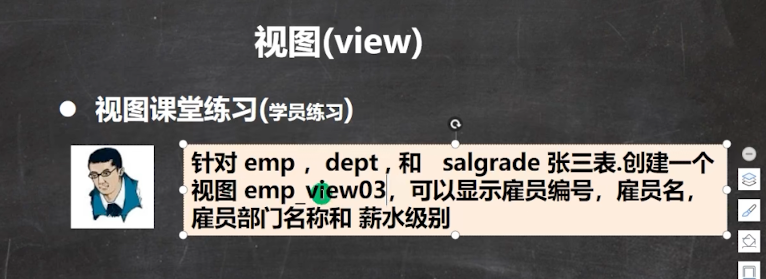 视图(view)
● 视图课堂练习(学员练习)
针对 emp ，dept , 和 salgrade 张三表.创建一个
视图 emp_view03，可以显示雇员编号，雇员名，
雇员部门名称和 薪水级别